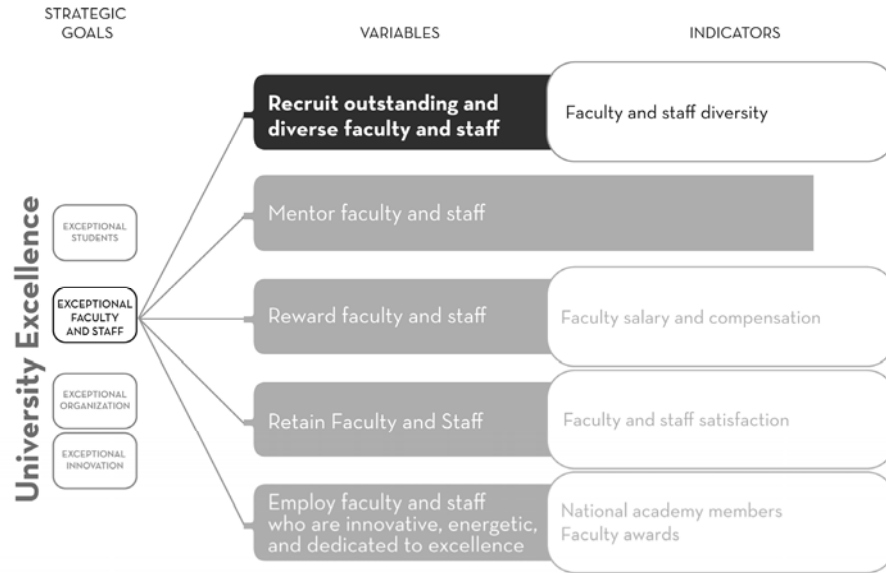 STRATEGIC
GOALS
VARIABLES
INDICATORS
University Excellence
EXCEPTIONAL
STUDENTS
EXCEPTIONAL
FACULTY
AND STAFF
EXCEPTIONAL
ORGANIZATION
EXCEPTIONAL
INNOVATION
Recruit outstanding and
diverse faculty and staff
Faculty and staff diversity
Mentor faculty and staff
Reward faculty and staff
Faculty salary and compensation
Retain Faculty and Staff
Faculty and staff satisfaction
Employ faculty and staff
who are innovative, energetic,
and dedicated to excellence
National academy members
Faculty awards